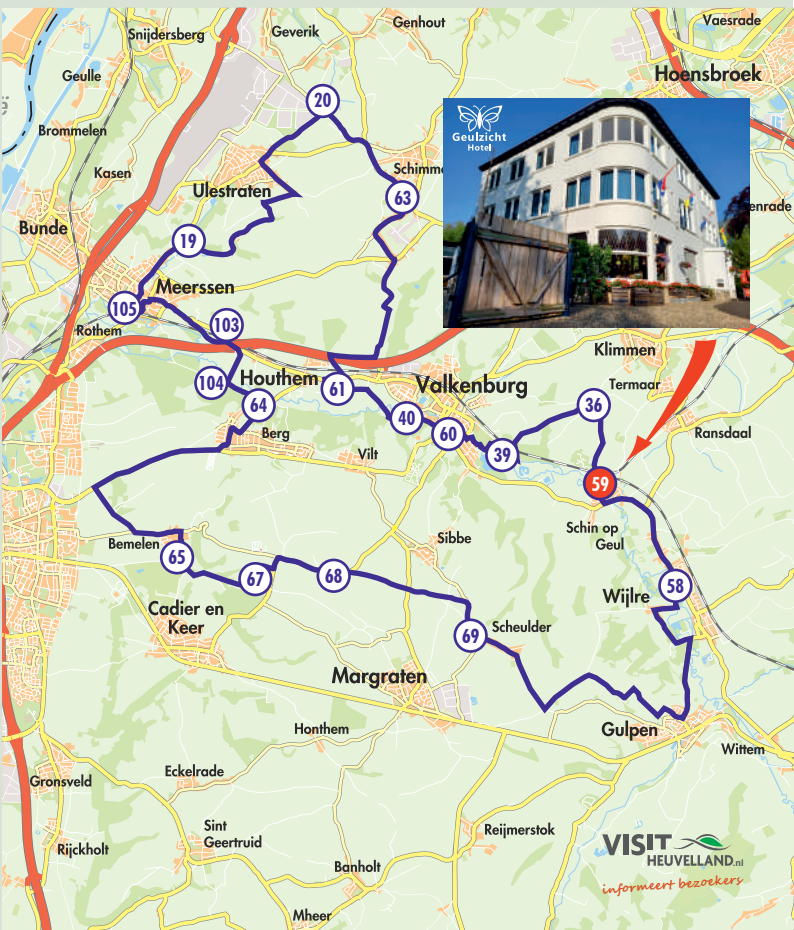 Snijdersberg
Geverik
Genhout
Vaesrade
Geulle
Hoensbroek
20
Geulzicht
Hotel
Brommelen
Kasen
Ulestraten
63
Bunde
19
Meerssen
105
103
Rothem
Klimmen
104
Houthem
61
Valkenburg
Termaar
64
40
36
Berg
60
Ransdaal
Vilt
39
59
Schin op
Geul
Bemelen
65
Sibbe
67
68
58
Wijlre
Cadier en
Keer
69
Scheulder
Margraten
Honthem
Gulpen
Wittem
Eckelrade
Gronsveld
Sint
Geertruid
Reijmerstok
Rijckholt
VISIT
HEUVELLAND.nl
informeert bezoekers
Banholt
Mheer